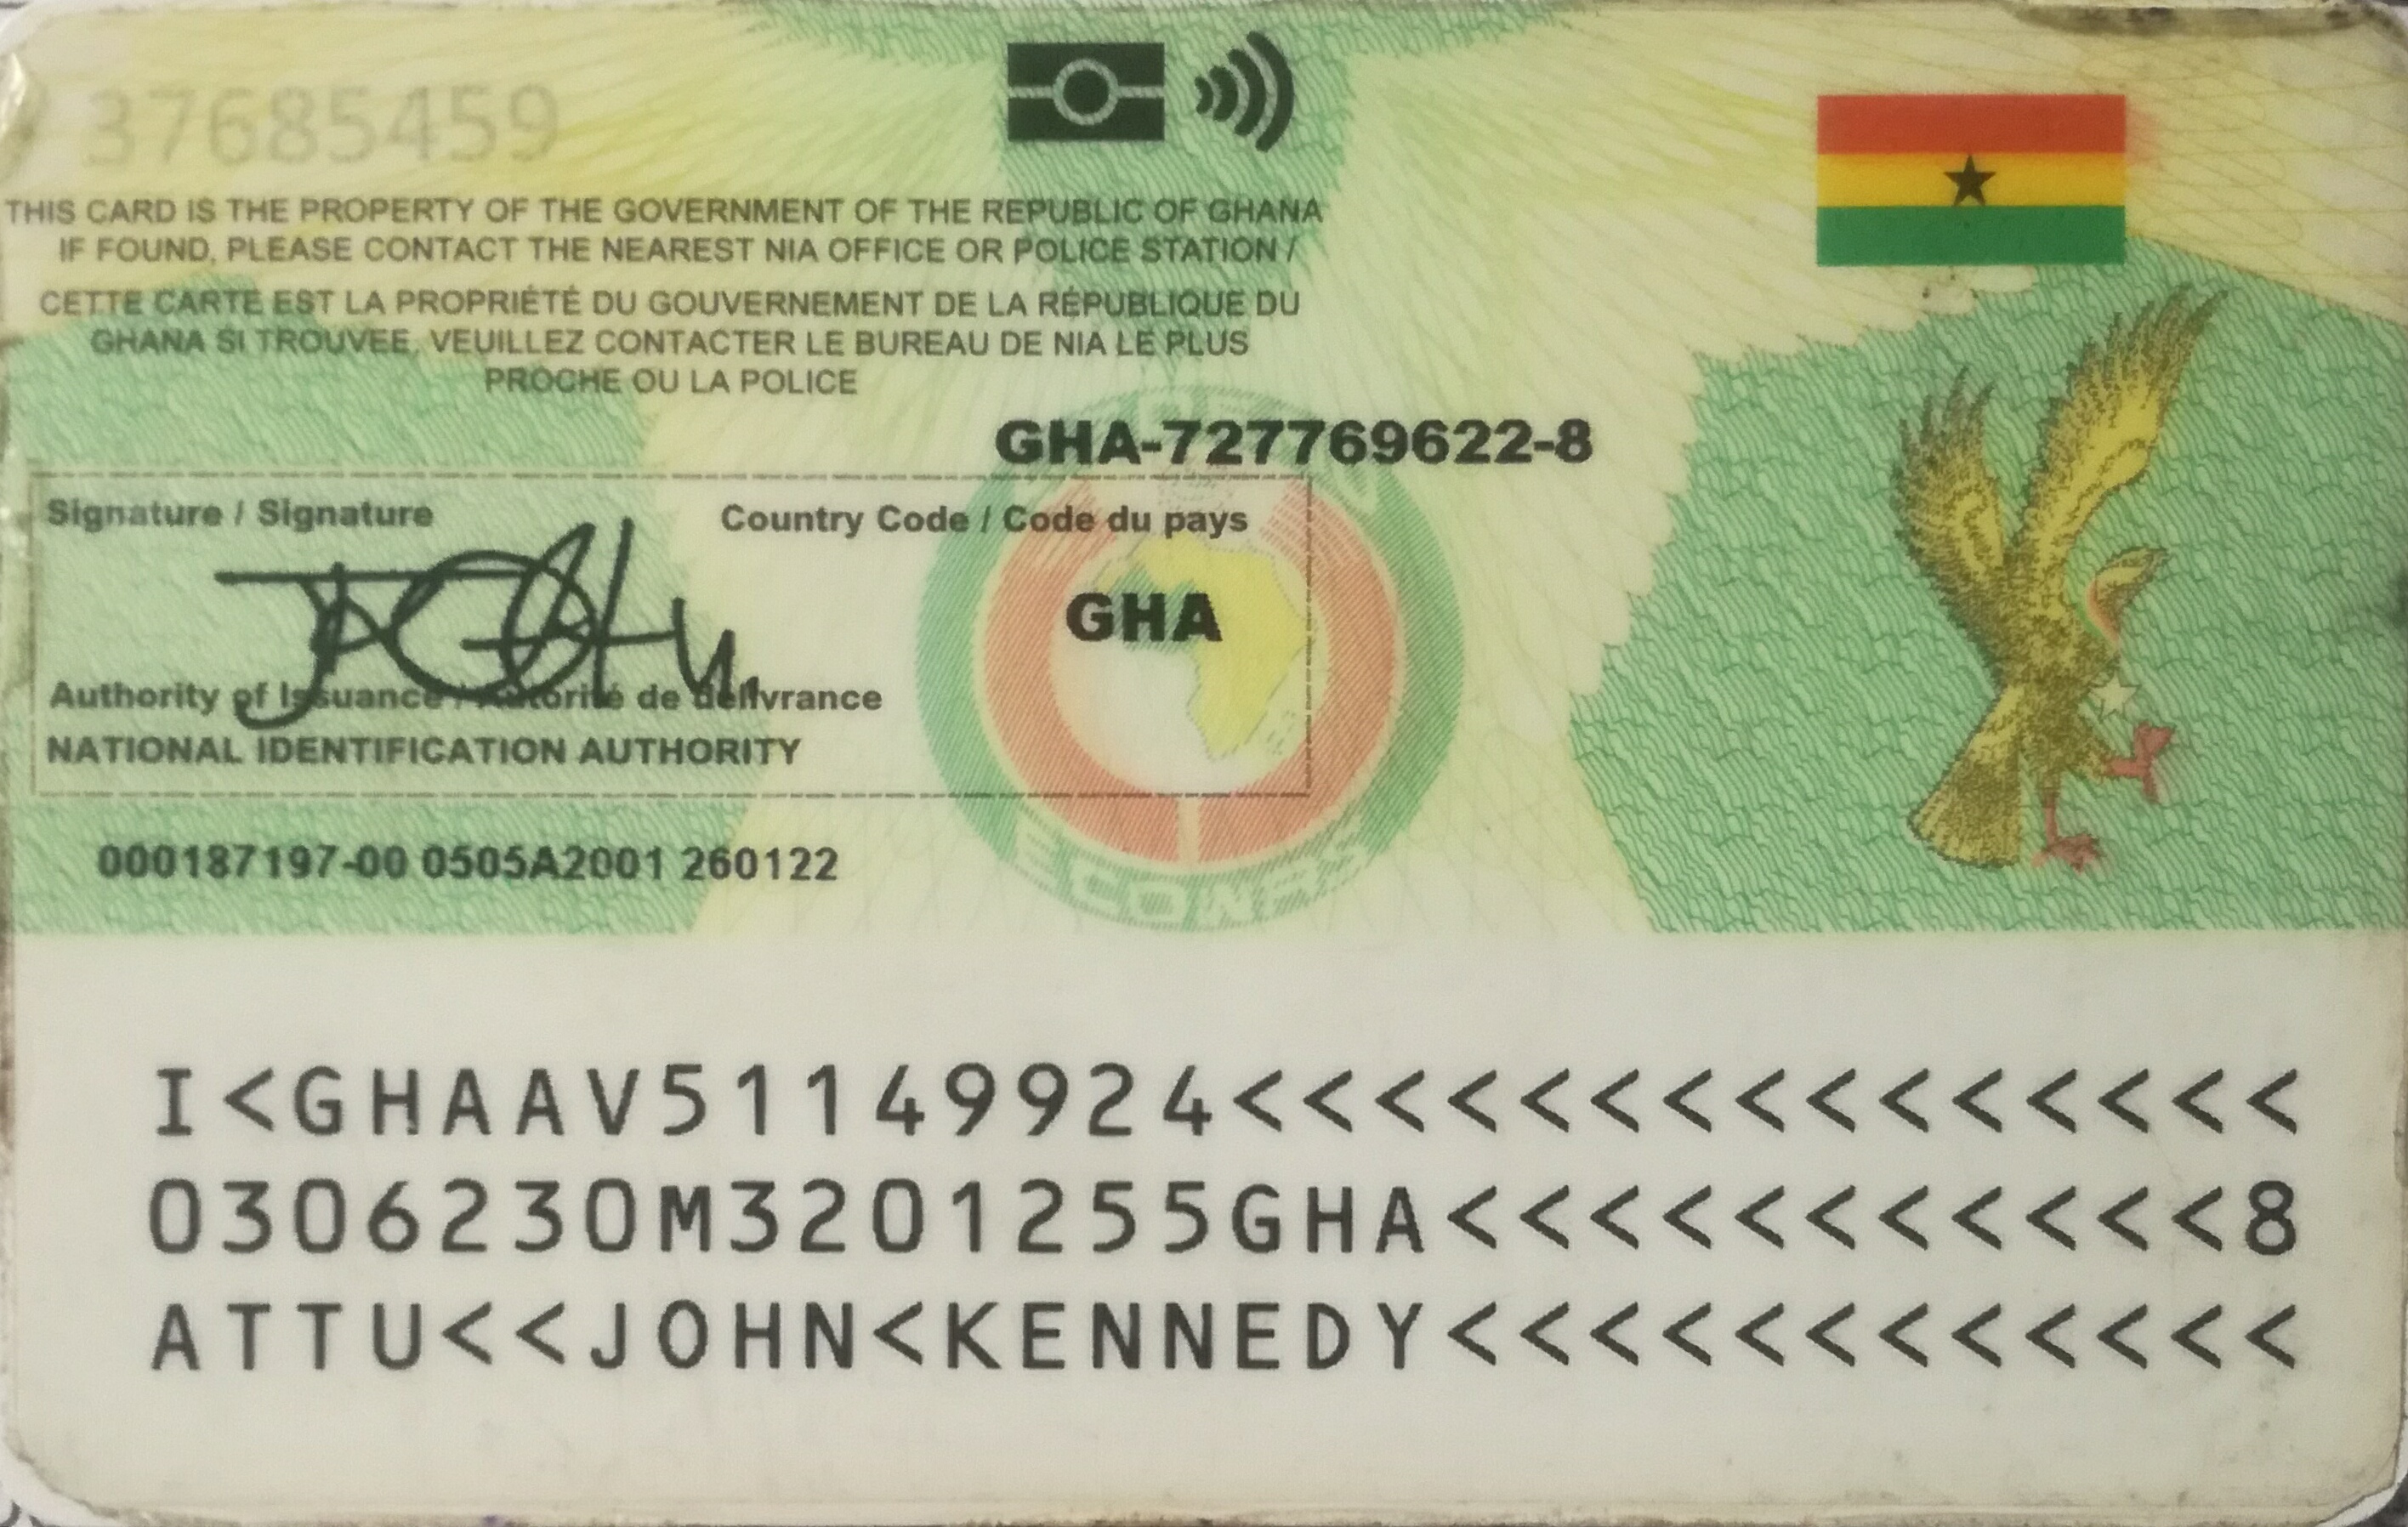 37685459
THIS CARD IS THE PROPERTY OF THE GOVERNMENT OF THE REPUBLIC OF GHANA
IF FOUND, PLEASE CONTACT THE NEAREST NIA OFFICE OR POLICE STATION /
CETTE CARTE EST LA PROPRIÉTÉ DU GOUVERNEMENT DE LA RÉPUBLIQUE DU
GHANA SI TROUVEE, VEUILLEZ CONTACTER LE BUREAU DE NIA LE PLUS
PROCHE OU LA POLICE
GHA-727769622-8
Signature / Signature Country Code / Code du pays
GHA
Authority of Issuance / Autorité de délivrance
NATIONAL IDENTIFICATION AUTHORITY
000187197-00 0505A2001 260122
ECOWAS
I<GHAAV51149924<<<<<<<<<<<<<<<
0306230M3201255GHA<<<<<<<<<<<8
ATTU<<JOHN<KENNEDY<<<<<<<<<<<<